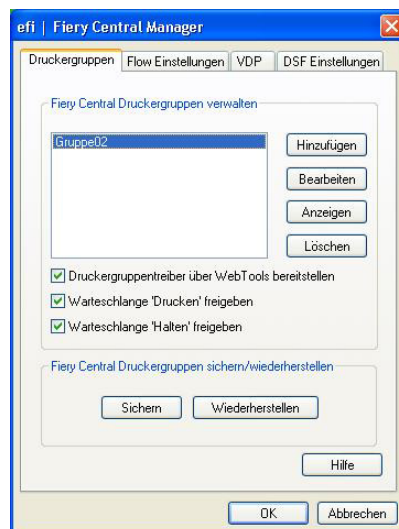 efi | Fiery Central Manager
Druckergruppen Flow Einstellungen VDP DSF Einstellungen
Fiery Central Druckergruppen verwalten
Gruppe02
Hinzufügen
Bearbeiten
Anzeigen
Löschen
Druckergruppentreiber über WebTools bereitstellen
Warteschlange 'Drucken' freigeben
Warteschlange 'Halten' freigeben
Fiery Central Druckergruppen sichern/wiederherstellen
Sichern Wiederherstellen
Hilfe
OK Abbrechen